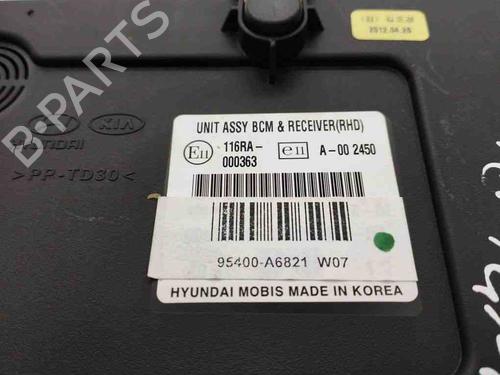 2012.04.25
UNIT ASSY BCM & RECEIVER(RHD)
E11 116RA-
000363
e11 A-00 2450
HYUNDAI KIA
>PP-TD30<
95400-A6821 W07
HYUNDAI MOBIS MADE IN KOREA
B-PARTS